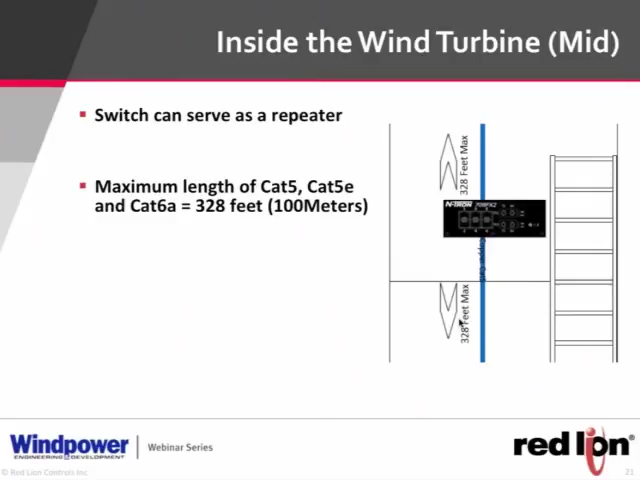 Inside the Wind Turbine (Mid)
Switch can serve as a repeater
Maximum length of Cat5, Cat5e
and Cat6a = 328 feet (100Meters)
328 Feet Max
N-TRON
328 Feet Max
Windpower
ENGINEERING & DEVELOPMENT
Webinar Series
red lion®
© Red Lion Controls Inc
21